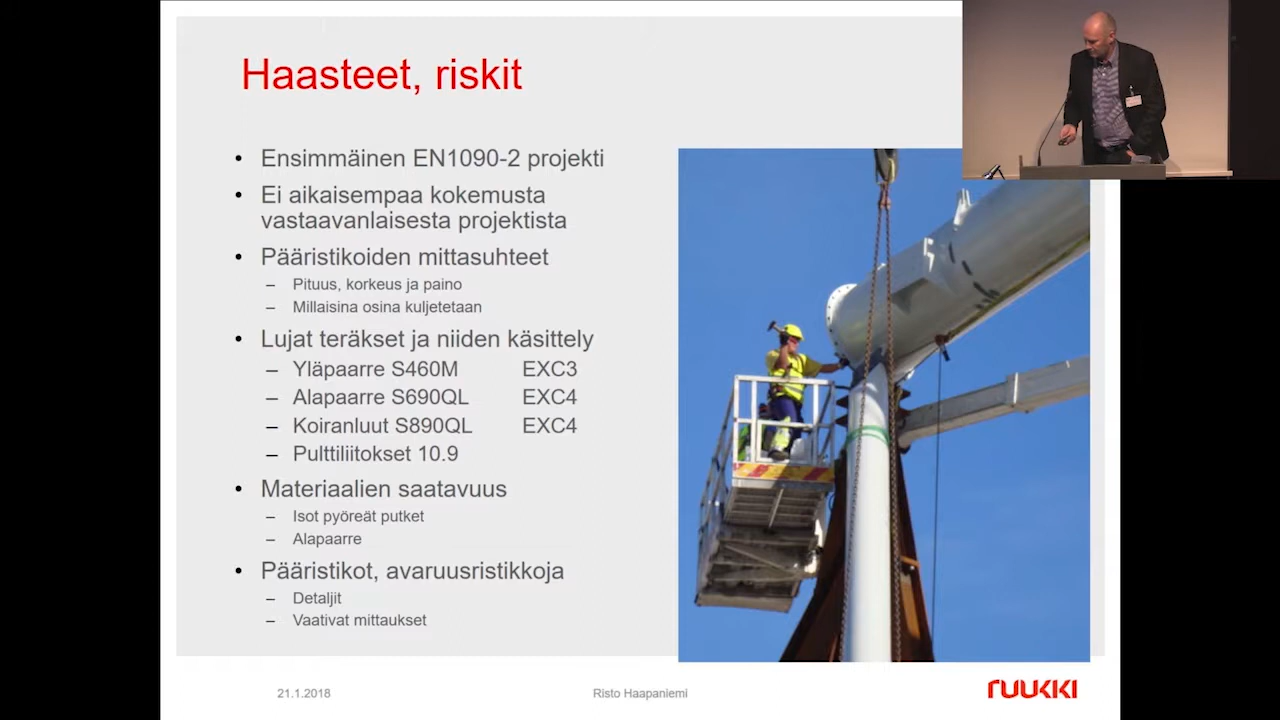 Haasteet, riskit
• Ensimmäinen EN1090-2 projekti
• Ei aikaisempaa kokemusta
vastaavanlaisesta projektista
• Pääristikoiden mittasuhteet
– Pituus, korkeus ja paino
– Millaisina osina kuljetetaan
• Lujat teräkset ja niiden käsittely
– Yläpaarre S460M EXC3
– Alapaarre S690QL EXC4
– Koiranluut S890QL EXC4
– Pulttiliitokset 10.9
• Materiaalien saatavuus
– Isot pyöreät putket
– Alapaarre
• Pääristikot, avaruusristikkoja
– Detaljit
– Vaativat mittaukset
21.1.2018
Risto Haapaniemi
ruukki